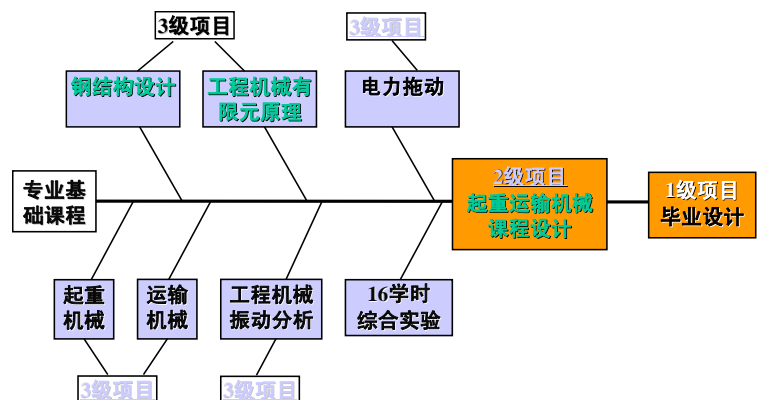 3级项目
3级项目
钢结构设计
工程机械有
限元原理
电力拖动
专业基
础课程
2级项目
起重运输机械
课程设计
1级项目
毕业设计
起重
机械
运输
机械
工程机械
振动分析
16学时
综合实验
3级项目
3级项目